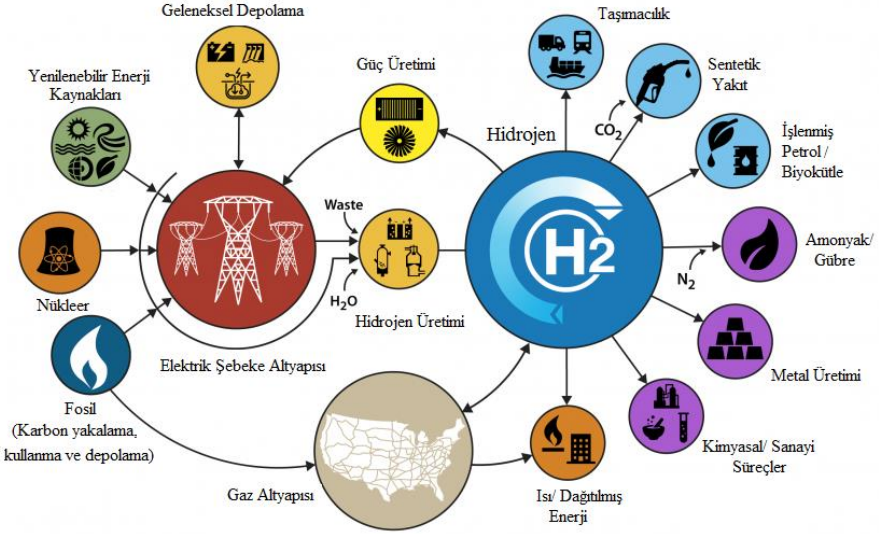 Geleneksel Depolama
Taşımacılık
Yenilenebilir Enerji
Kaynakları
Güç Üretimi
Sentetik
Yakıt
CO2
Hidrojen
İşlenmiş
Petrol /
Biyokütle
Waste
H2
Amonyak/
Gübre
N2
Nükleer
H2O
Hidrojen Üretimi
Elektrik Şebeke Altyapısı
Metal Üretimi
Fosil
(Karbon yakalama,
kullanma ve depolama)
Kimyasal/ Sanayi
Süreçler
Gaz Altyapısı
Isı/ Dağıtılmış
Enerji